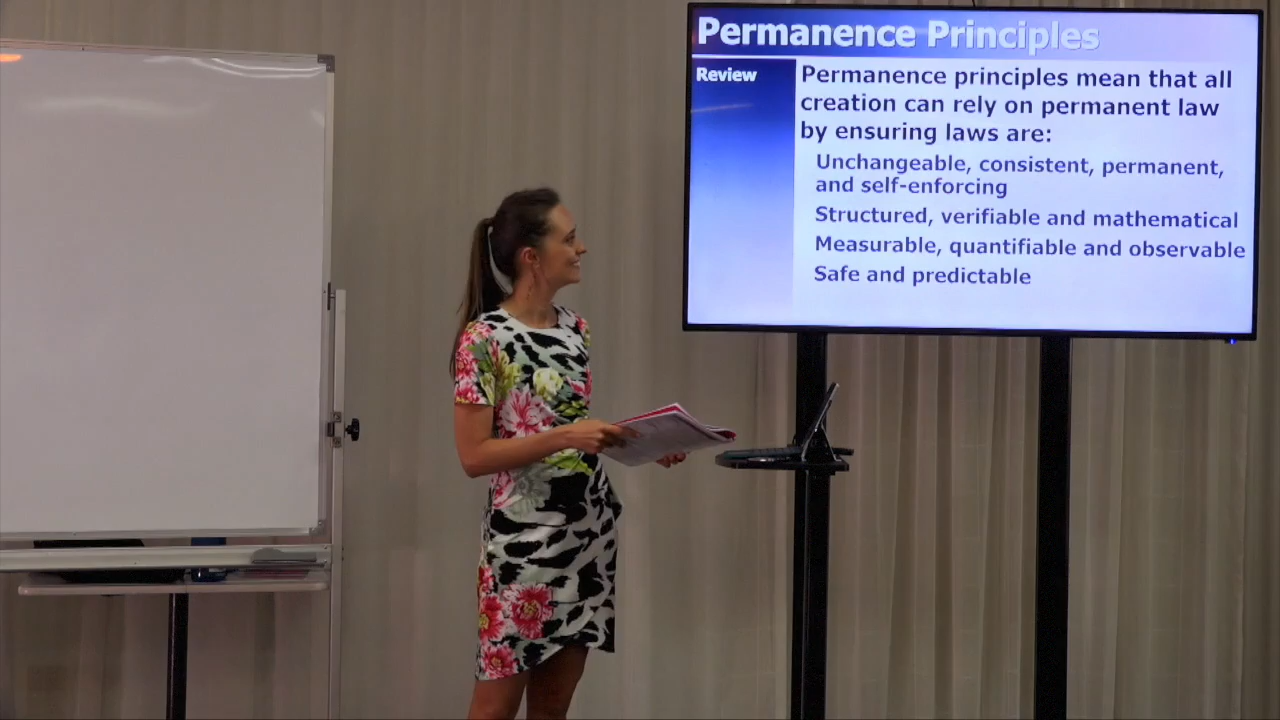 Permanence Principles
Review
Permanence principles mean that all
creation can rely on permanent law
by ensuring laws are:
Unchangeable, consistent, permanent,
and self-enforcing
Structured, verifiable and mathematical
Measurable, quantifiable and observable
Safe and predictable